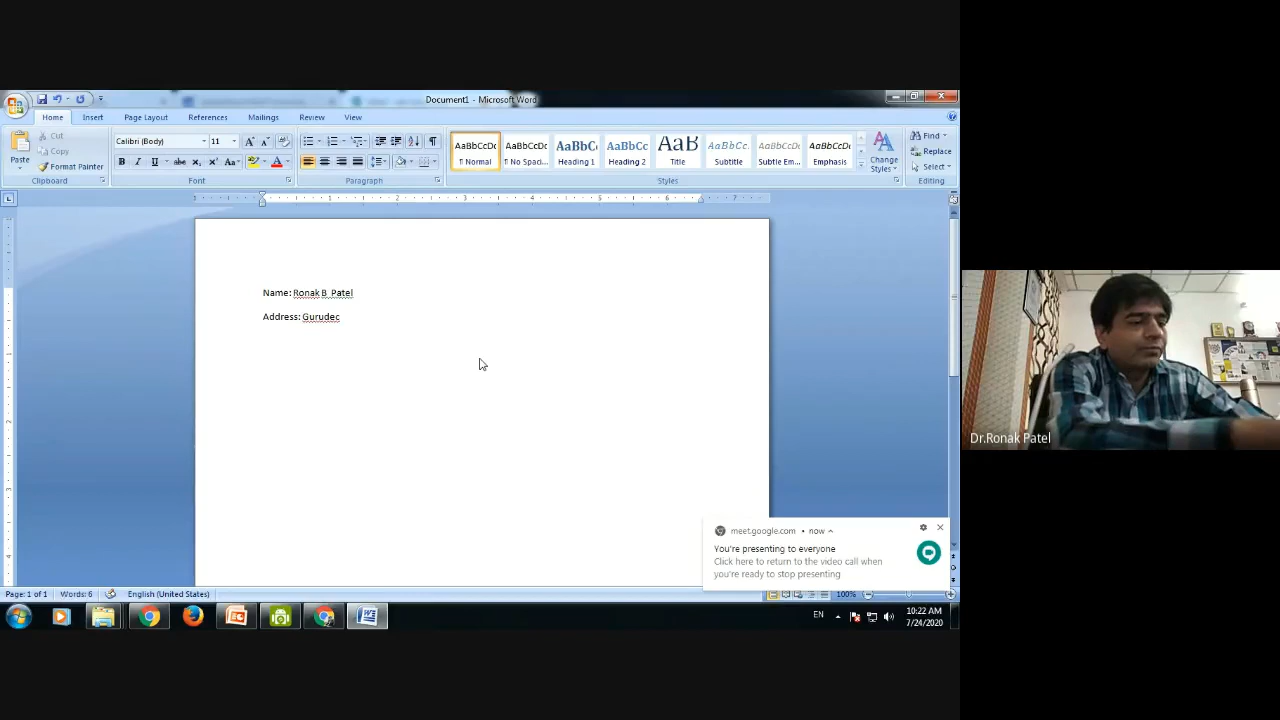 Document1 - Microsoft Word
Home Insert Page Layout References Mailings Review View
Paste
Cut
Copy
Format Painter
Clipboard
Calibri (Body) 11
Font
Paragraph
AaBbCcDc AaBbCcDc AaBbC AaBbCc AaB AaBbCc. AaBbCcDc AaBbCcDc
¶ Normal ¶ No Spaci... Heading 1 Heading 2 Title Subtitle Subtle Em... Emphasis
Change Styles
Styles
Find
Replace
Select
Editing
Name: Ronak B Patel
Address: Gurudec
Dr.Ronak Patel
meet.google.com • now
You're presenting to everyone
Click here to return to the video call when
you're ready to stop presenting
Page: 1 of 1 Words: 6 English (United States) 100%
EN
10:22 AM
7/24/2020